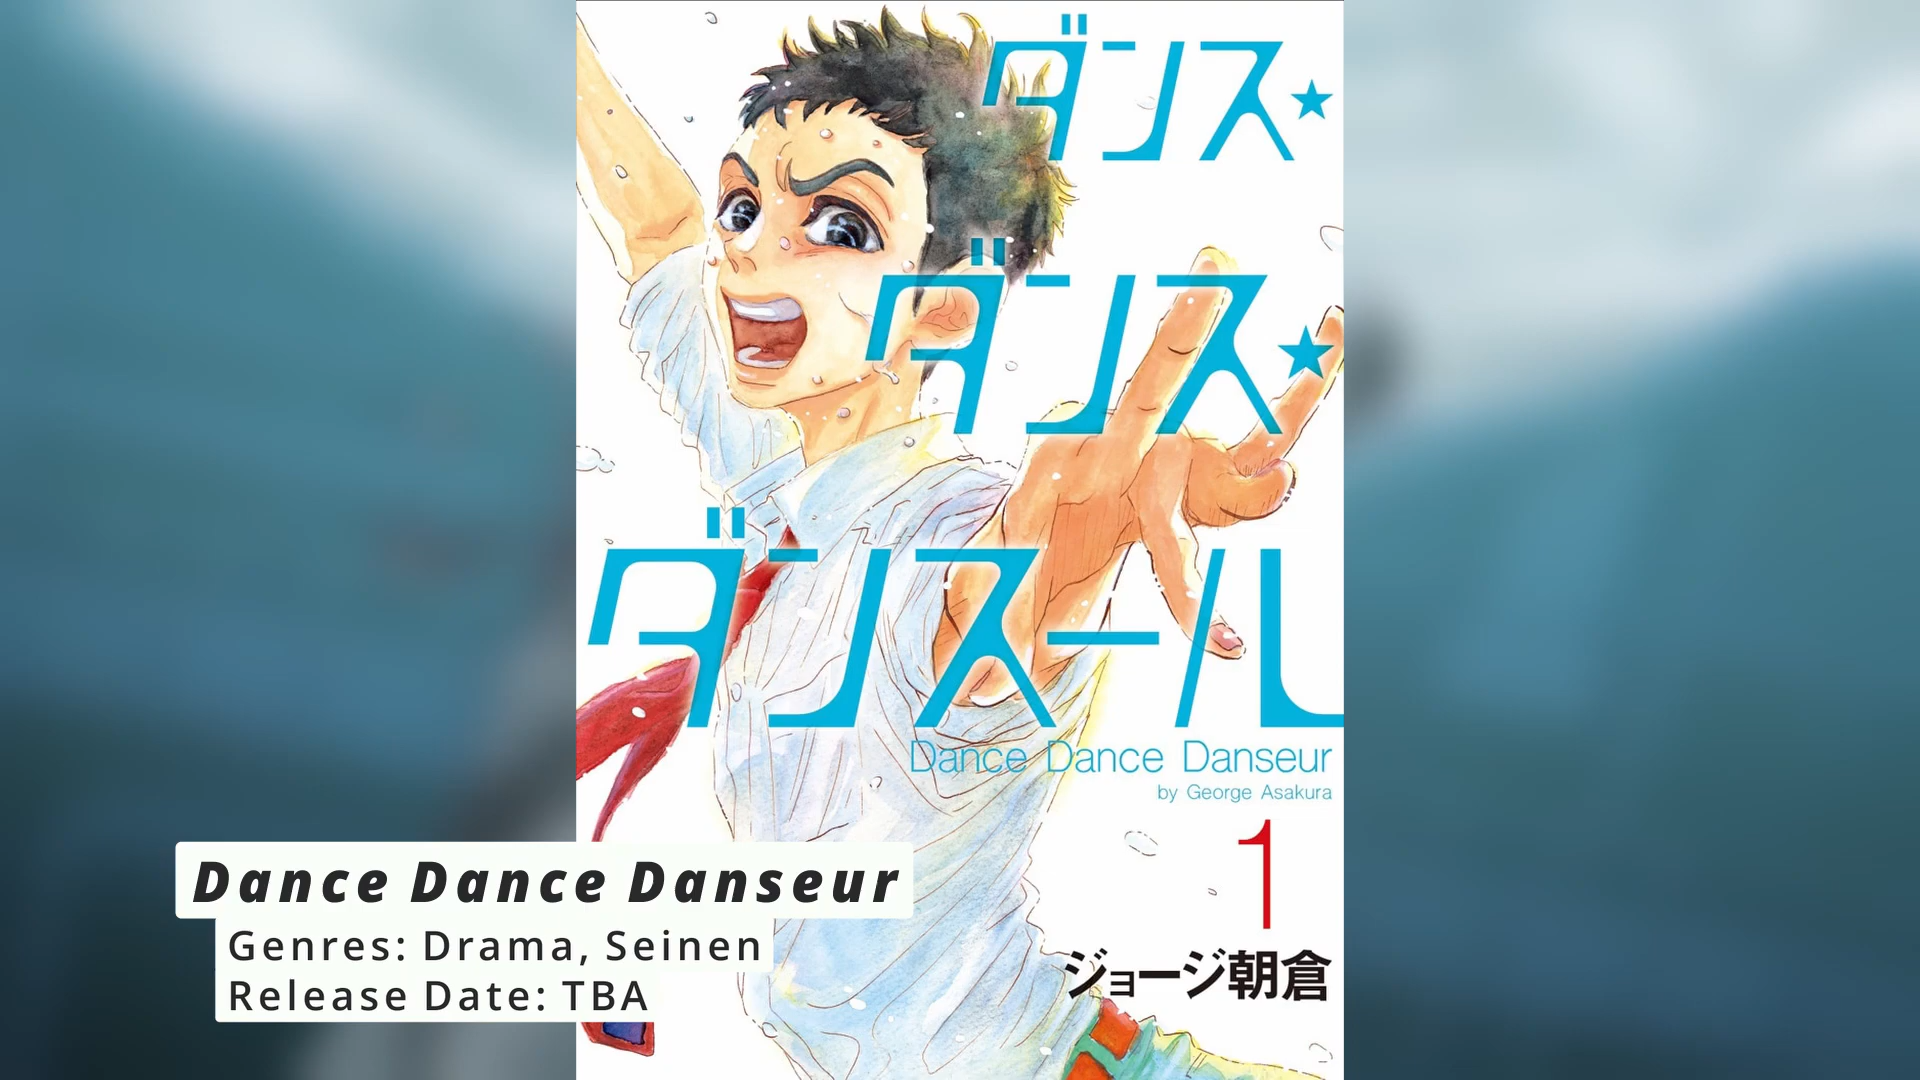 ダンス★
ダンス★
ダンスール
Dance Dance Danseur
by George Asakura
1
ジョージ朝倉
Dance Dance Danseur
Genres: Drama, Seinen
Release Date: TBA